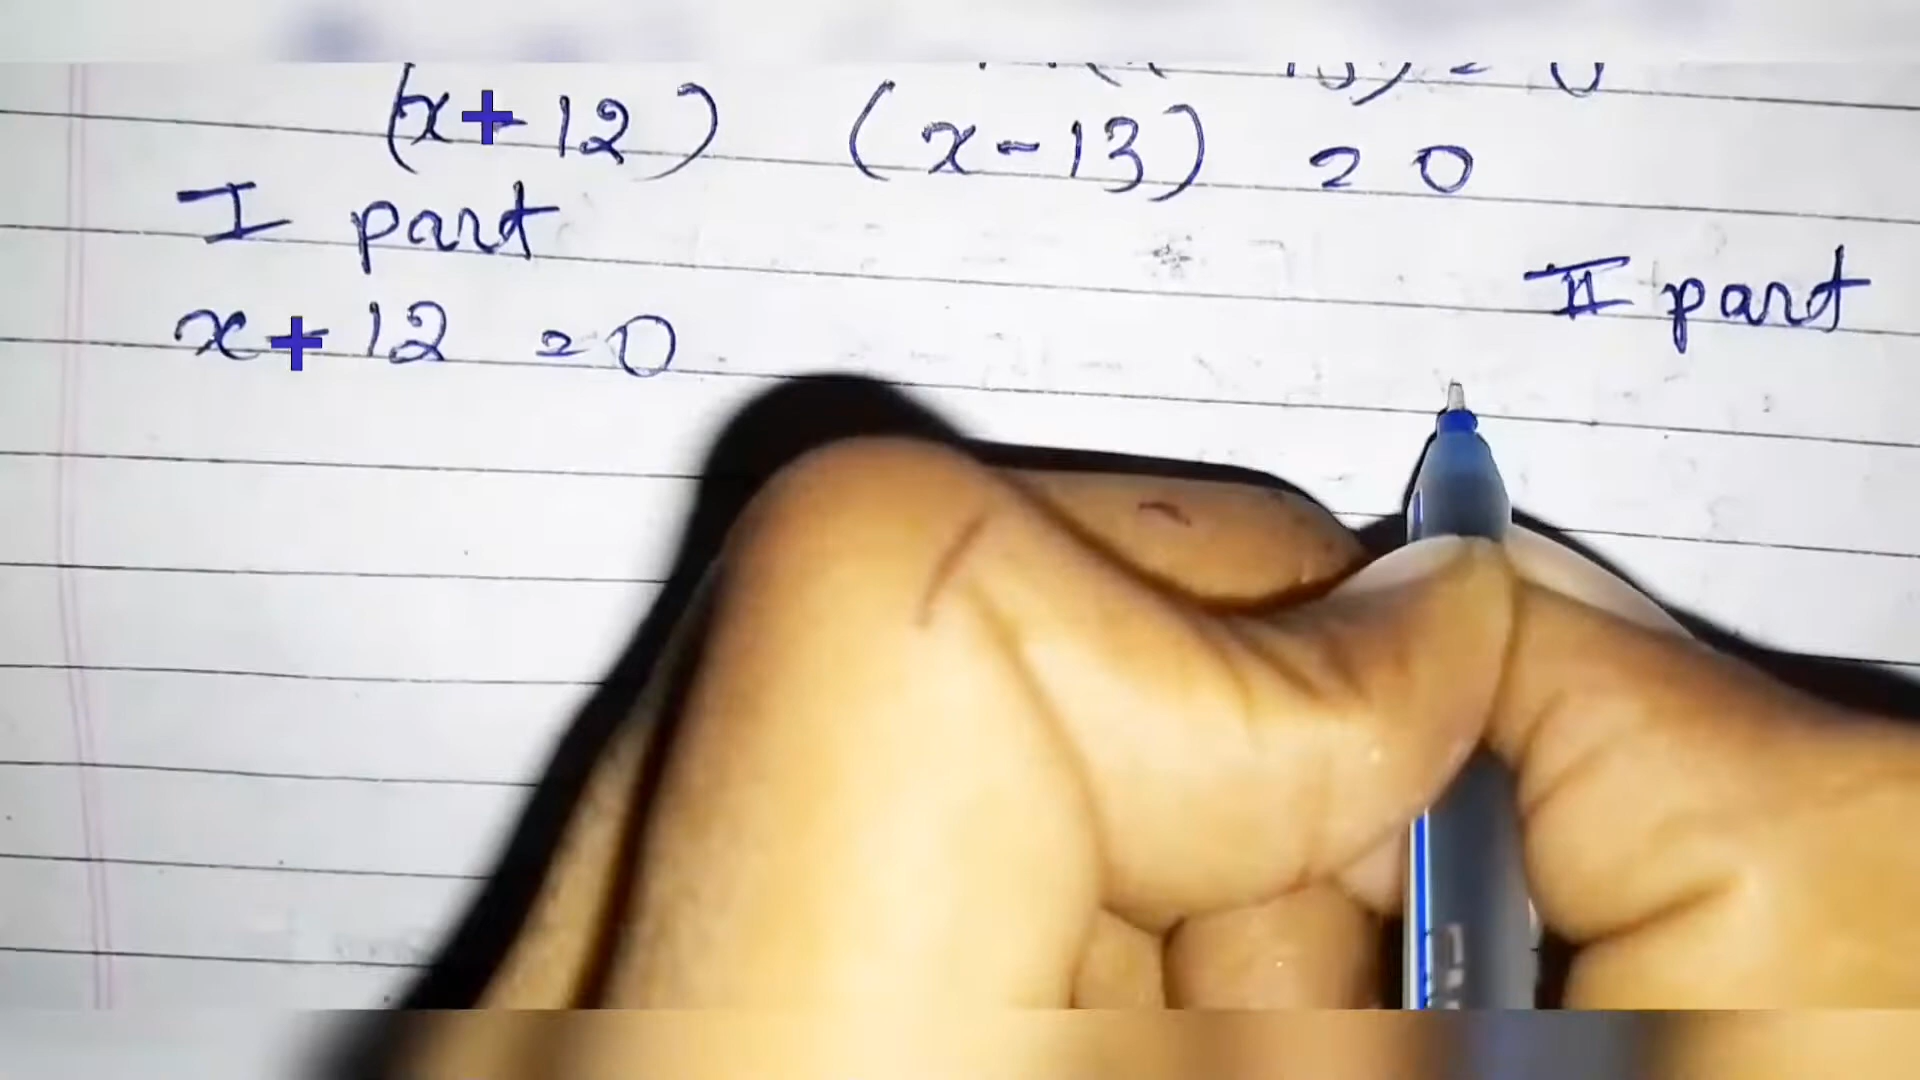 (x+12) (x-13) = 0
I part
II part
x+12 = 0